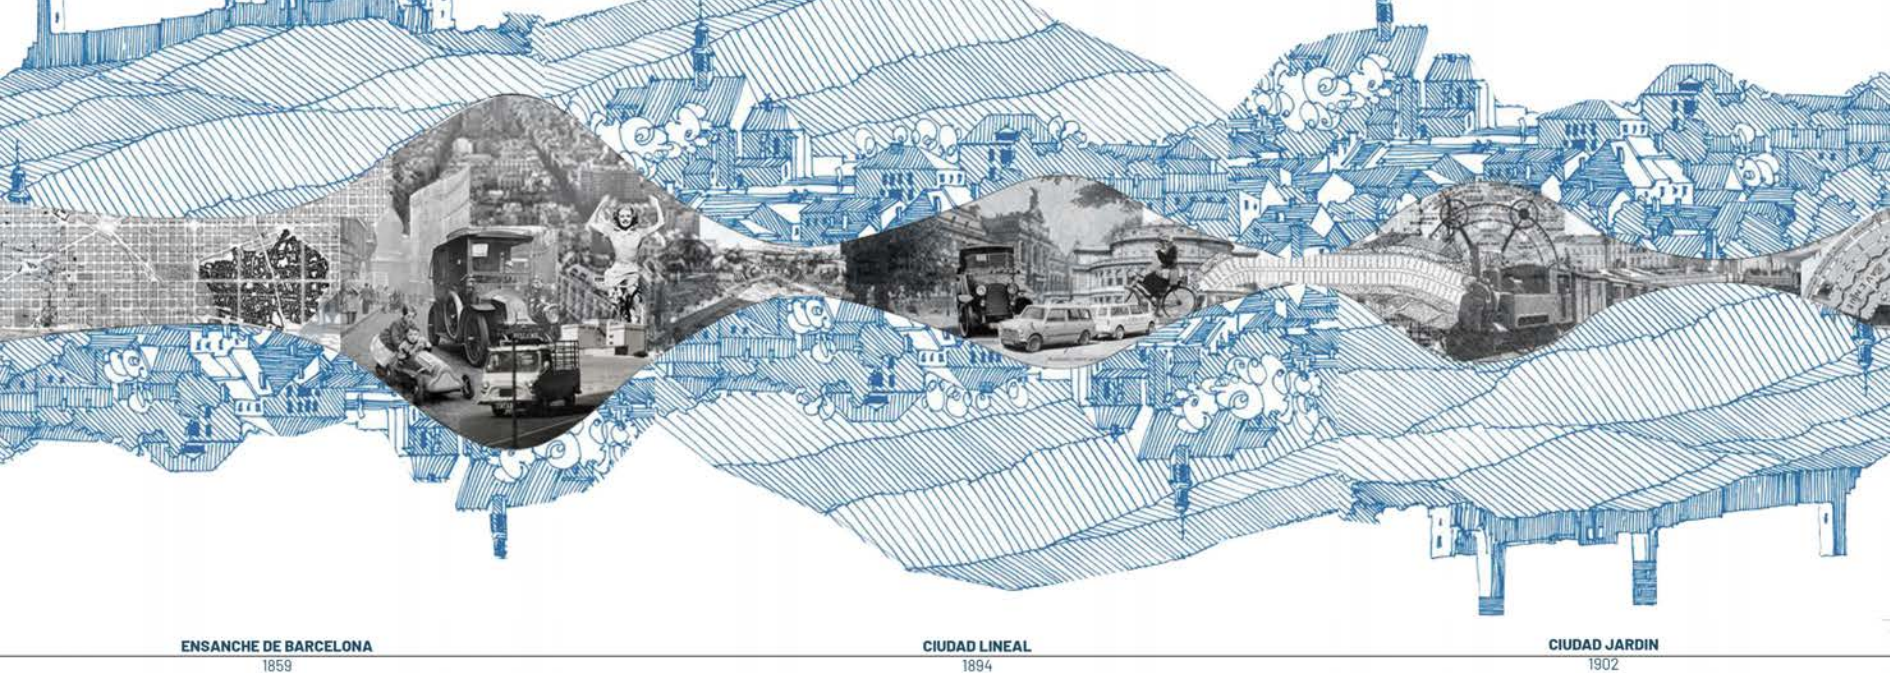 ENSANCHE DE BARCELONA
1859
CIUDAD LINEAL
1894
CIUDAD JARDIN
1902